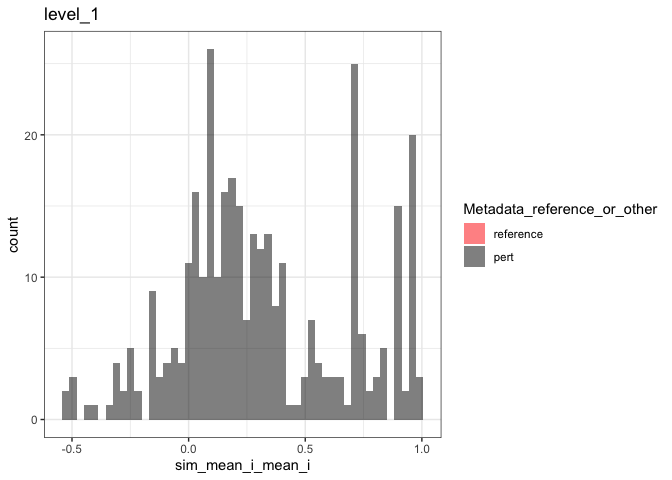 level_1
20
10
0
count
-0.5
0.0
0.5
1.0
sim_mean_i_mean_i
Metadata_reference_or_other
reference
pert